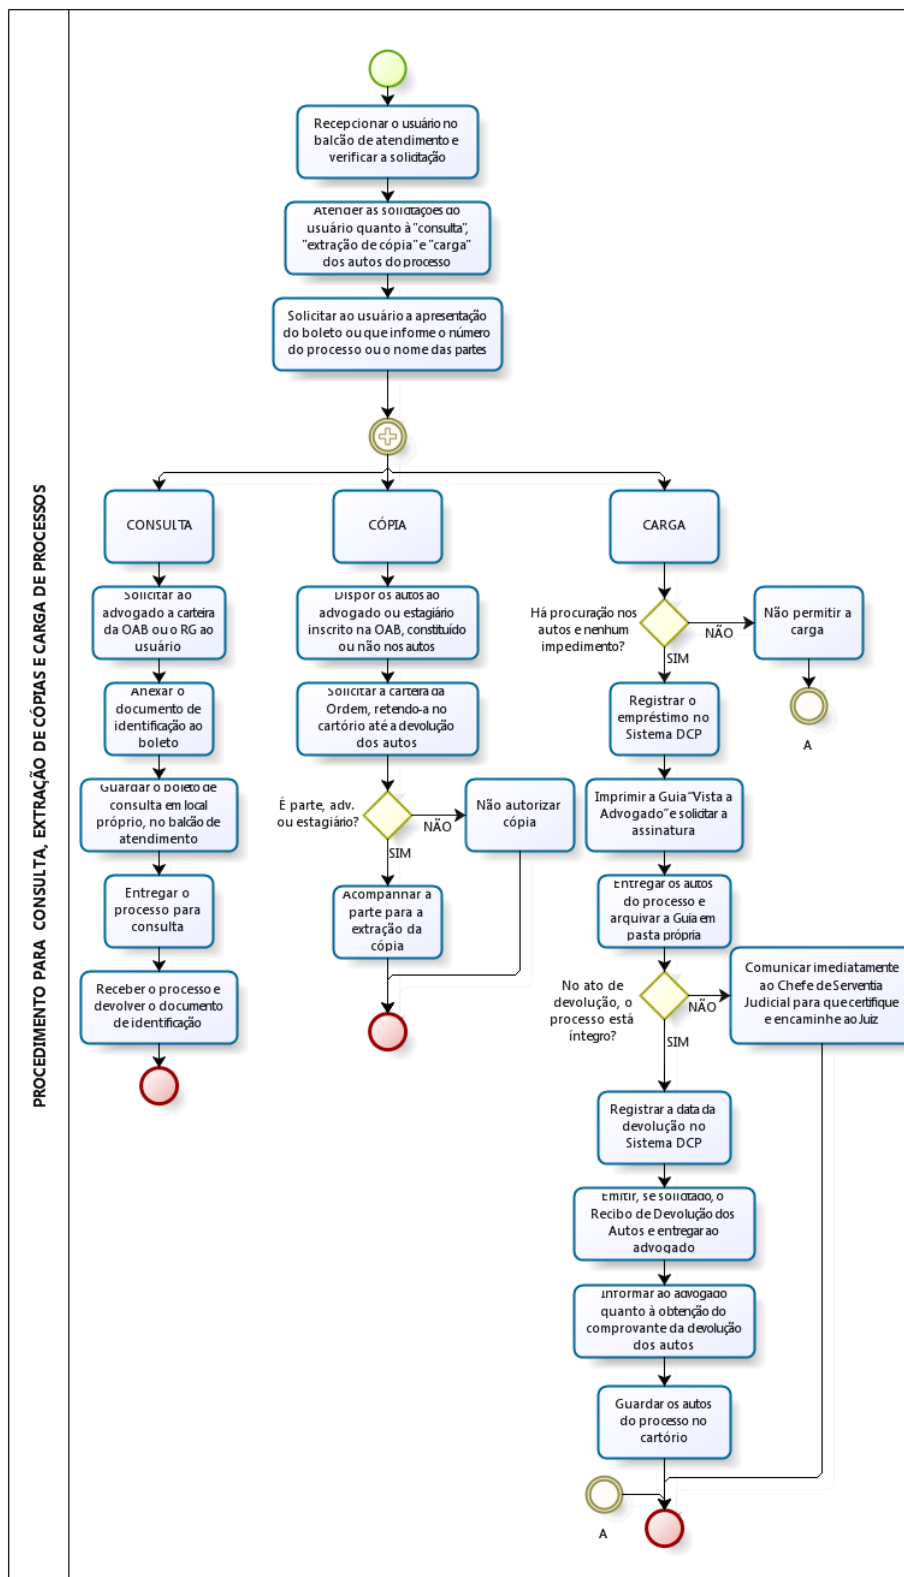 PROCEDIMENTO PARA CONSULTA, EXTRAÇÃO DE CÓPIAS E CARGA DE PROCESSOS
Recepcionar o usuário no
balcão de atendimento e
verificar a solicitação
Atender as solicitações do
usuário quanto à "consulta",
"extração de cópia" e "carga"
dos autos do processo
Solicitar ao usuário a apresentação
do boleto ou que informe o número
do processo ou o nome das partes
CONSULTA
Solicitar ao
advogado a carteira
da OAB ou o RG ao
usuário
Anexar o
documento de
identificação ao
boleto
Guardar o boleto de
consulta em local
próprio, no balcão de
atendimento
Entregar o
processo para
consulta
Receber o processo e
devolver o documento
de identificação
CÓPIA
Dispor os autos ao
advogado ou estagiário
inscrito na OAB, constituído
ou não nos autos
Solicitar a carteira da
Ordem, retendo-a no
cartório até a devolução
dos autos
É parte, adv.
ou estagiário?
NÃO
Não autorizar
cópia
SIM
Acompanhar a
parte para a
extração da
cópia
CARGA
Há procuração nos
autos e nenhum
impedimento?
NÃO
Não permitir a
carga
A
SIM
Registrar o
empréstimo no
Sistema DCP
Imprimir a Guia “Vista a
Advogado” e solicitar a
assinatura
Entregar os autos
do processo e
arquivar a Guia em
pasta própria
No ato de
devolução, o
processo está
íntegro?
NÃO
Comunicar imediatamente
ao Chefe de Serventia
Judicial para que certifique
e encaminhe ao Juiz
SIM
Registrar a data da
devolução no
Sistema DCP
Emitir, se solicitado, o
Recibo de Devolução dos
Autos e entregar ao
advogado
Informar ao advogado
quanto à obtenção do
comprovante da devolução
dos autos
Guardar os autos
do processo no
cartório
A